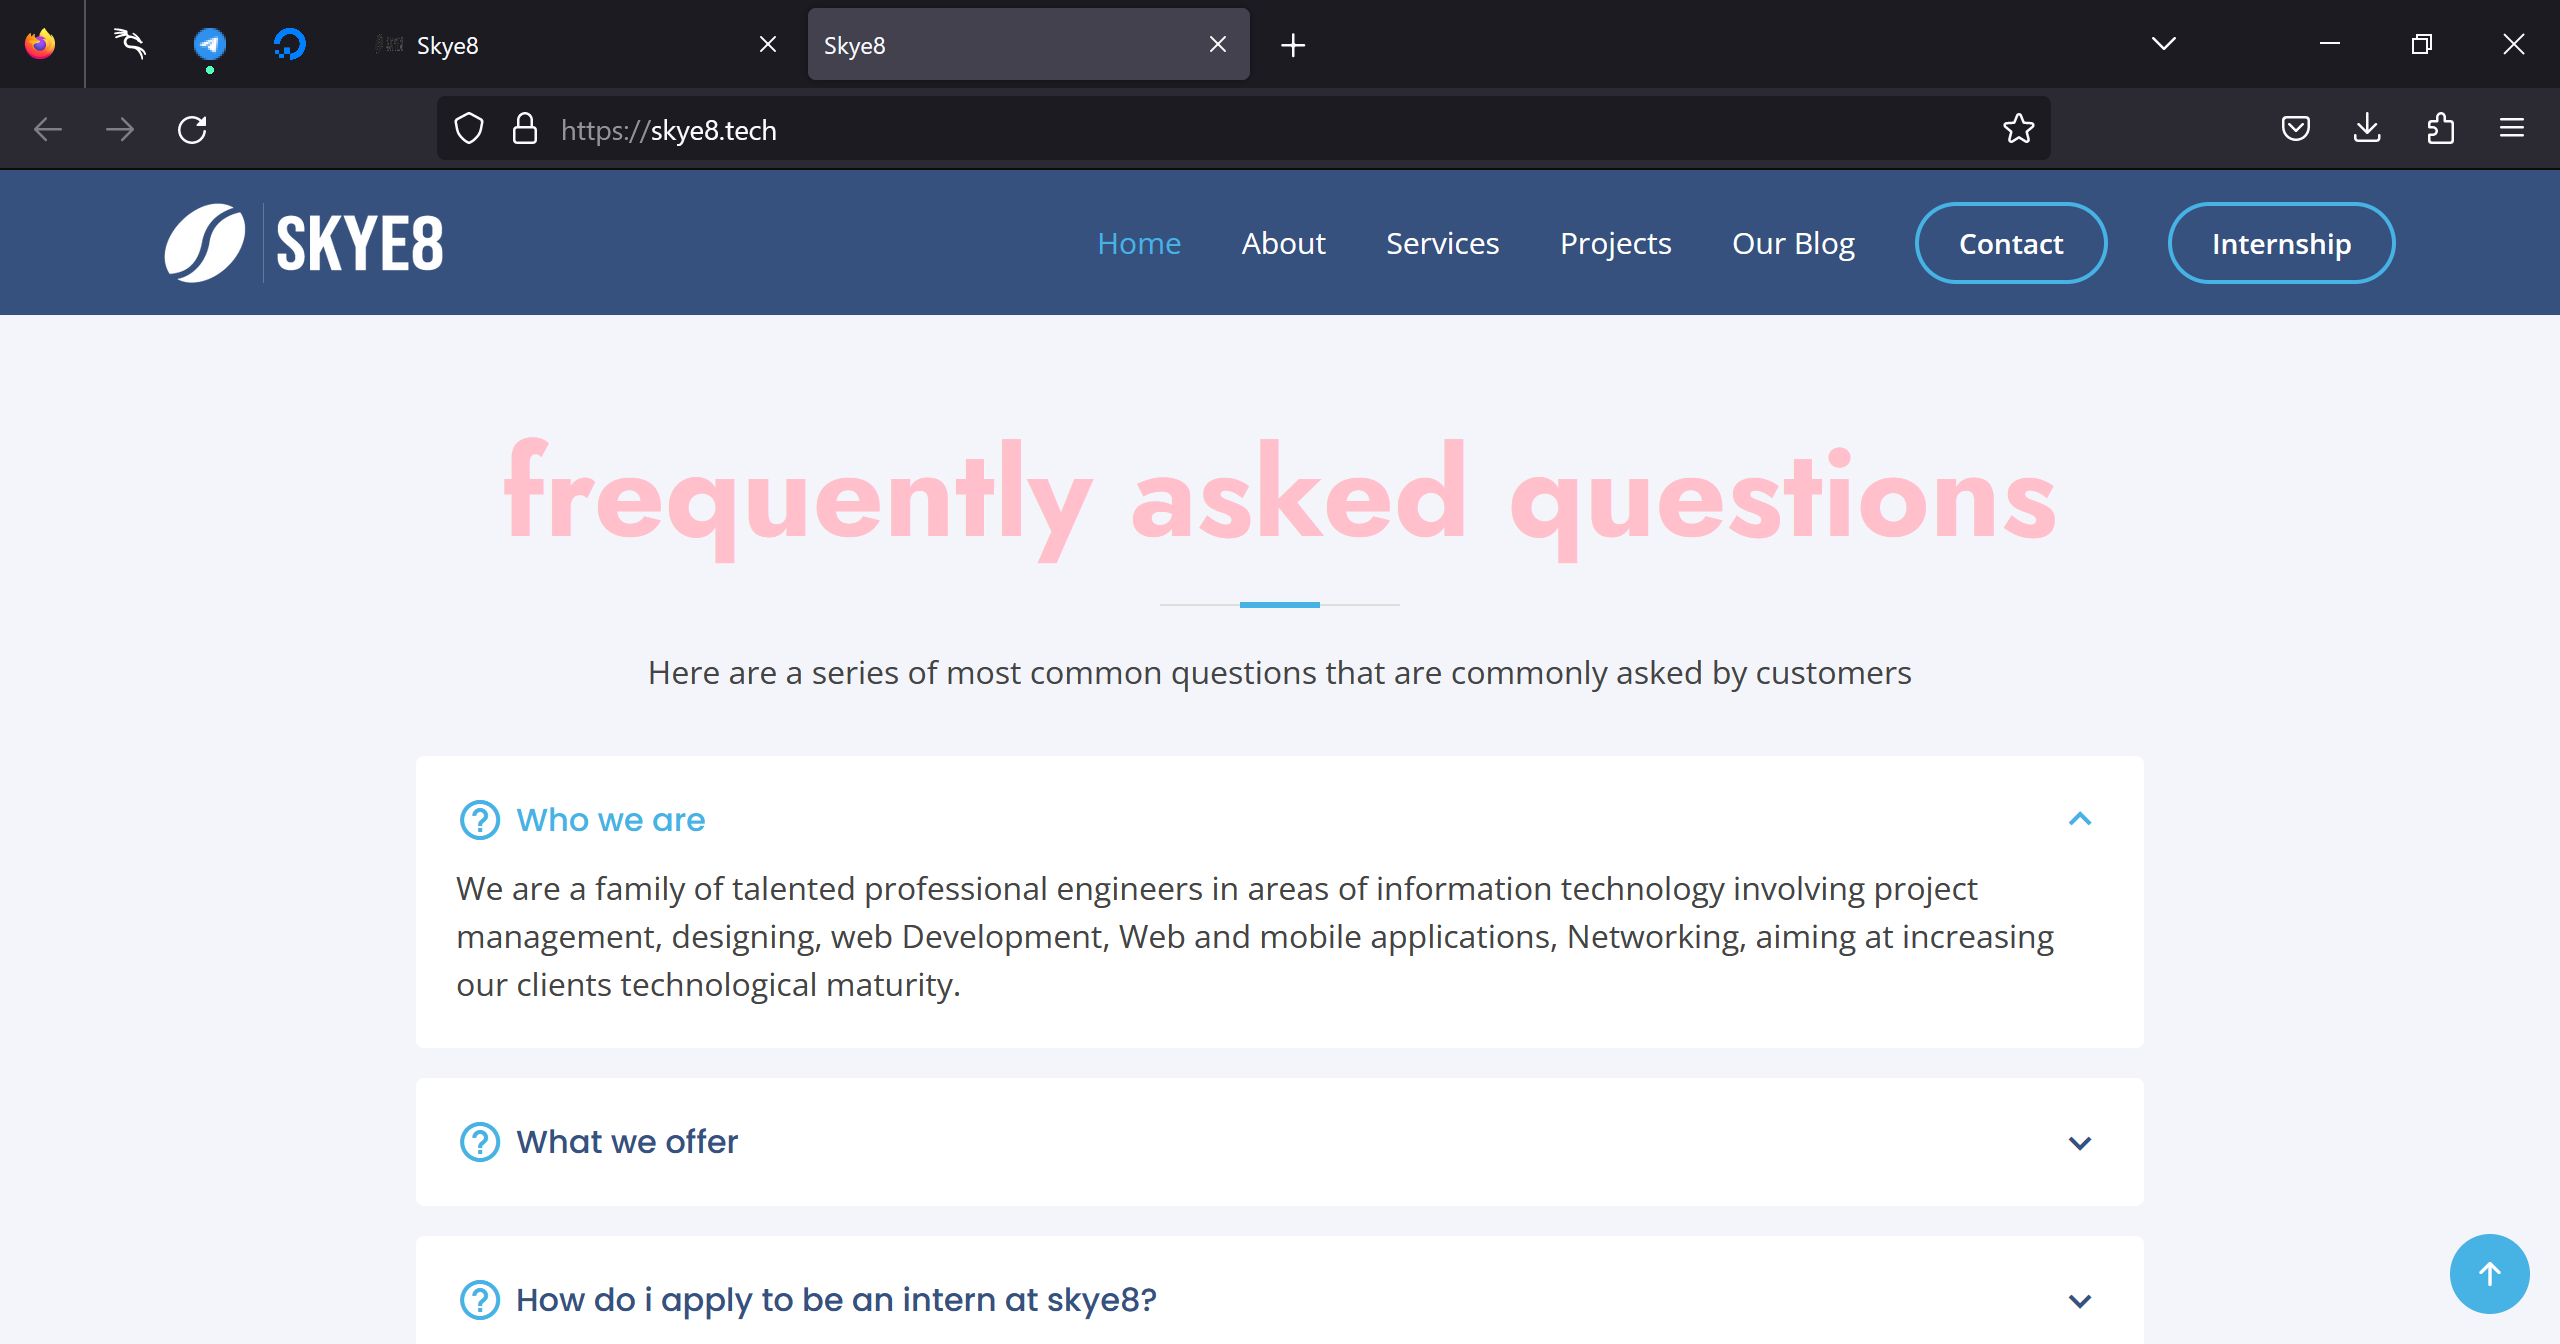 Skye8
Skye8
https://skye8.tech
SKYE8
Home
About
Services
Projects
Our Blog
Contact
Internship
frequently asked questions
Here are a series of most common questions that are commonly asked by customers
Who we are
We are a family of talented professional engineers in areas of information technology involving project
management, designing, web Development, Web and mobile applications, Networking, aiming at increasing
our clients technological maturity.
What we offer
How do i apply to be an intern at skye8?